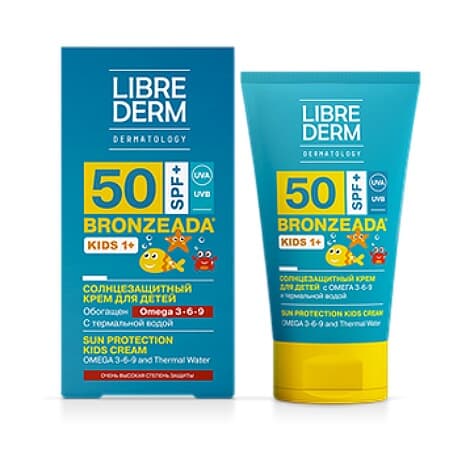 LIBRE
DERM
DERMATOLOGY
50
SPF+
UVA
UVB
BRONZEADA
KIDS 1+
СОЛНЦЕЗАЩИТНЫЙ
КРЕМ ДЛЯ ДЕТЕЙ
Обогащен Omega 3-6-9
С термальной водой
SUN PROTECTION
KIDS CREAM
OMEGA 3-6-9 and Thermal Water
ОЧЕНЬ ВЫСОКАЯ СТЕПЕНЬ ЗАЩИТЫ
LIBRE
DERM
DERMATOLOGY
50
SPF+
UVA
UVB
BRONZEADA
KIDS 1+
СОЛНЦЕЗАЩИТНЫЙ КРЕМ
ДЛЯ ДЕТЕЙ с ОМЕГА 3-6-9
и термальной водой
SUN PROTECTION KIDS CREAM
OMEGA 3-6-9 and Thermal Water